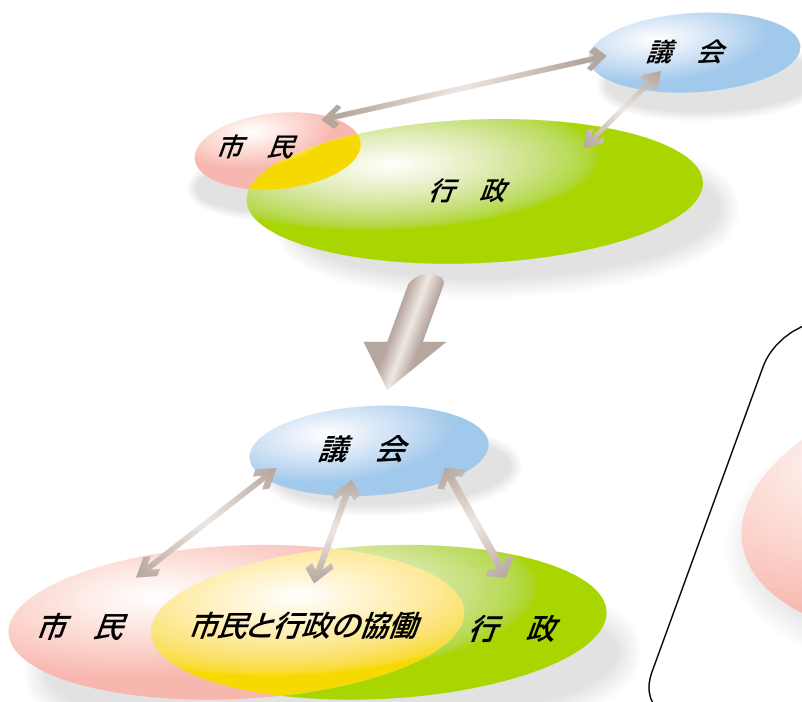 議 会
市 民
行 政
議 会
市 民
市民と行政の協働
行 政